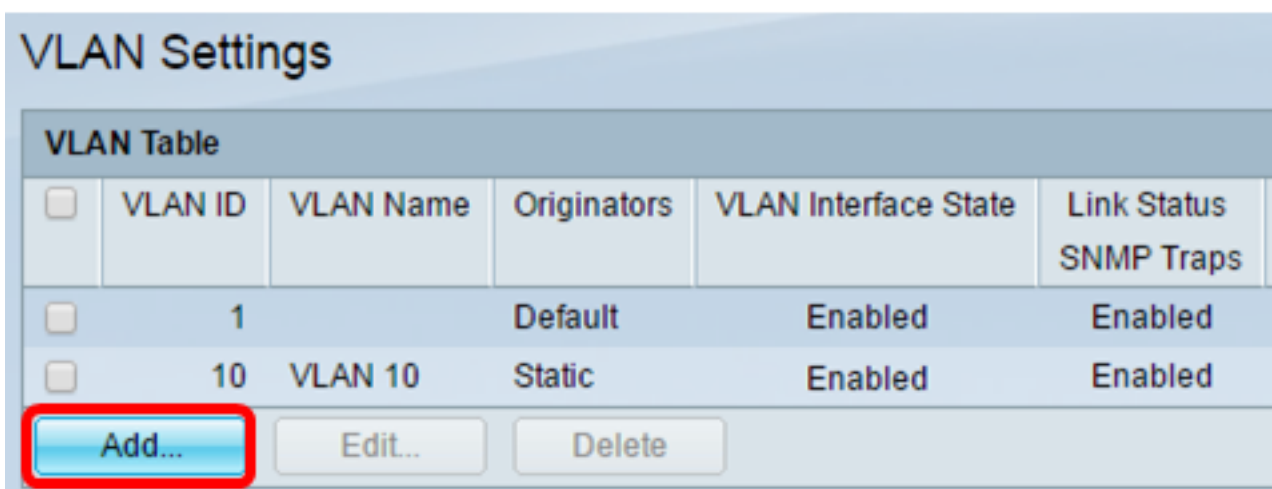 VLAN Settings
VLAN Table
VLAN ID VLAN Name Originators VLAN Interface State Link Status
SNMP Traps
1 Default Enabled Enabled
10 VLAN 10 Static Enabled Enabled
Add... Edit... Delete